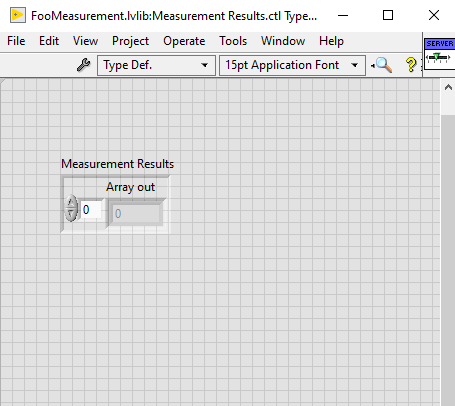 FooMeasurement.lvlib:Measurement Results.ctl Type...
File Edit View Project Operate Tools Window Help
SERVER
Type Def. 15pt Application Font ?
Measurement Results
Array out
0 0